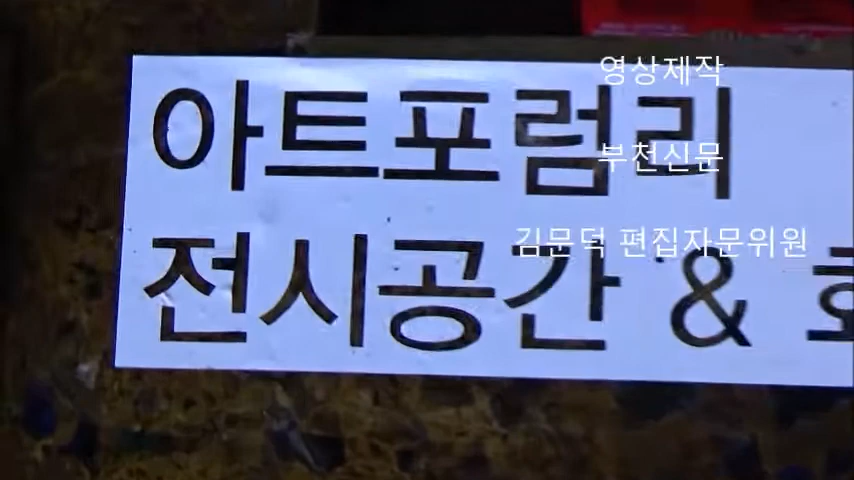 영상제작
아트포럼리
부천신문
김문덕 편집자문위원
전시공간 &